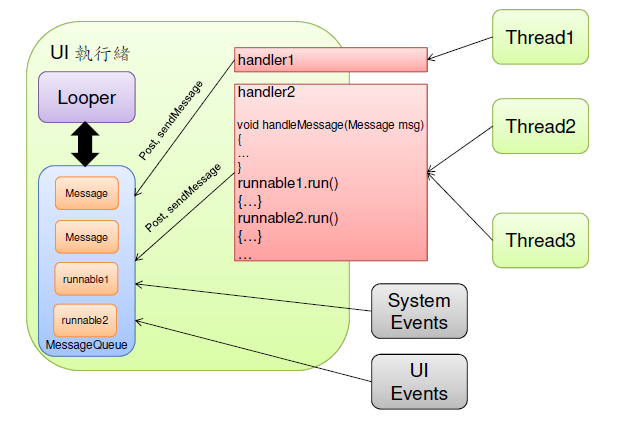 UI 執行緒
Looper
Message
Message
runnable1
runnable2
MessageQueue
Post, sendMessage
Post, sendMessage
handler1
handler2
void handleMessage(Message msg)
{
...
}
runnable1.run()
{...}
runnable2.run()
{...}
...
Thread1
Thread2
Thread3
System
Events
UI
Events